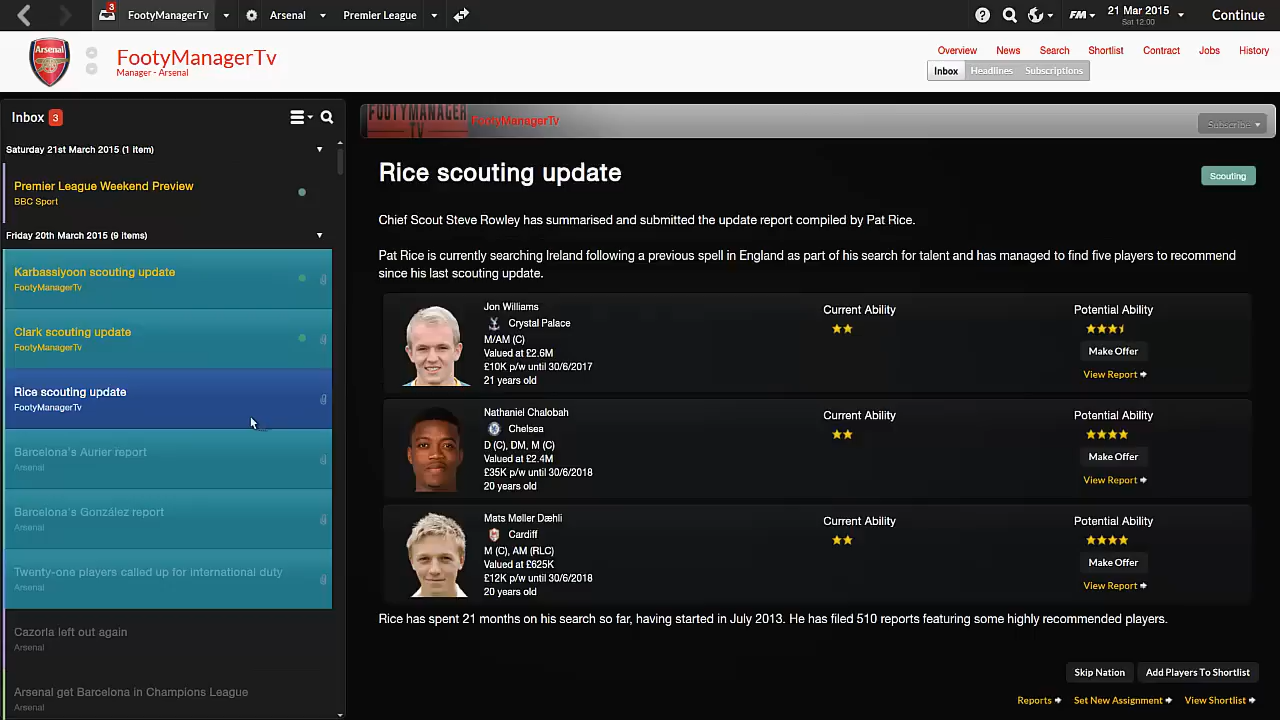 3
FootyManagerTv
Arsenal
Premier League
FM
21 Mar 2015
Sat 12:00
Continue
Arsenal
FootyManagerTv
Manager - Arsenal
Overview
News
Search
Shortlist
Contract
Jobs
History
Inbox
Headlines
Subscriptions
Inbox 3
Saturday 21st March 2015 (1 item)
Premier League Weekend Preview
BBC Sport
Friday 20th March 2015 (9 items)
Karbassiyoon scouting update
FootyManagerTv
Clark scouting update
FootyManagerTv
Rice scouting update
FootyManagerTv
Barcelona's Aurier report
Arsenal
Barcelona's González report
Arsenal
Twenty-one players called up for international duty
Arsenal
Cazorla left out again
Arsenal
Arsenal get Barcelona in Champions League
FOOTYMANAGER
TV
FootyManagerTv
Subscribe
Rice scouting update
Scouting
Chief Scout Steve Rowley has summarised and submitted the update report compiled by Pat Rice.
Pat Rice is currently searching Ireland following a previous spell in England as part of his search for talent and has managed to find five players to recommend
since his last scouting update.
Jon Williams
Crystal Palace
M/AM (C)
Valued at £2.6M
£10K p/w until 30/6/2017
21 years old
Current Ability
Potential Ability
Make Offer
View Report
Nathaniel Chalobah
Chelsea
D (C), DM, M (C)
Valued at £2.4M
£35K p/w until 30/6/2018
20 years old
Current Ability
Potential Ability
Make Offer
View Report
Mats Møller Dæhli
Cardiff
M (C), AM (RLC)
Valued at £625K
£12K p/w until 30/6/2018
20 years old
Current Ability
Potential Ability
Make Offer
View Report
Rice has spent 21 months on his search so far, having started in July 2013. He has filed 510 reports featuring some highly recommended players.
Skip Nation
Add Players To Shortlist
Reports
Set New Assignment
View Shortlist